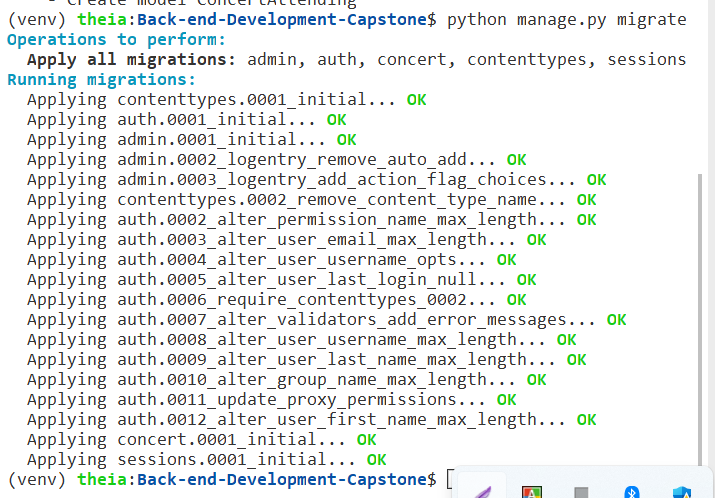 - Create model ConcertAttending
(venv) theia:Back-end-Development-Capstone$ python manage.py migrate
Operations to perform:
  Apply all migrations: admin, auth, concert, contenttypes, sessions
Running migrations:
  Applying contenttypes.0001_initial... OK
  Applying auth.0001_initial... OK
  Applying admin.0001_initial... OK
  Applying admin.0002_logentry_remove_auto_add... OK
  Applying admin.0003_logentry_add_action_flag_choices... OK
  Applying contenttypes.0002_remove_content_type_name... OK
  Applying auth.0002_alter_permission_name_max_length... OK
  Applying auth.0003_alter_user_email_max_length... OK
  Applying auth.0004_alter_user_username_opts... OK
  Applying auth.0005_alter_user_last_login_null... OK
  Applying auth.0006_require_contenttypes_0002... OK
  Applying auth.0007_alter_validators_add_error_messages... OK
  Applying auth.0008_alter_user_username_max_length... OK
  Applying auth.0009_alter_user_last_name_max_length... OK
  Applying auth.0010_alter_group_name_max_length... OK
  Applying auth.0011_update_proxy_permissions... OK
  Applying auth.0012_alter_user_first_name_max_length... OK
  Applying concert.0001_initial... OK
  Applying sessions.0001_initial... OK
(venv) theia:Back-end-Development-Capstone$